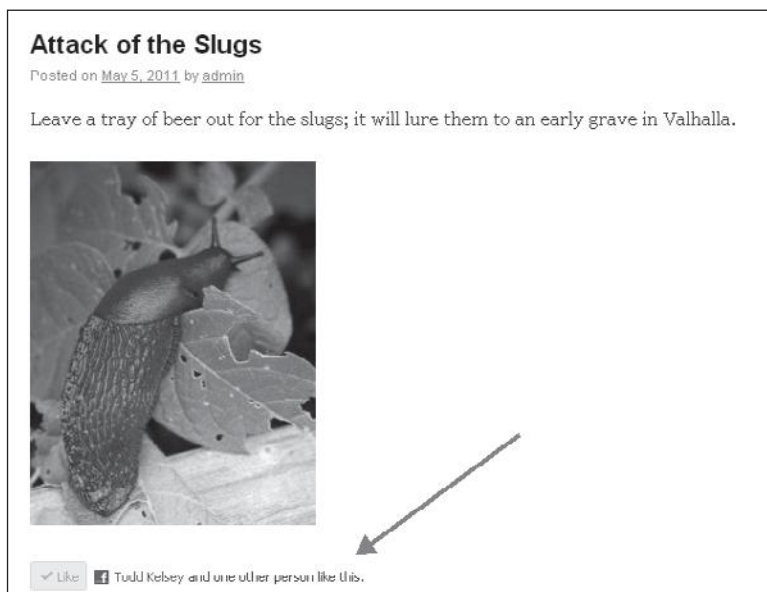 Attack of the Slugs
Posted on May 5, 2011 by admin
Leave a tray of beer out for the slugs; it will lure them to an early grave in Valhalla.
Like Todd Kelsey and one other person like this.